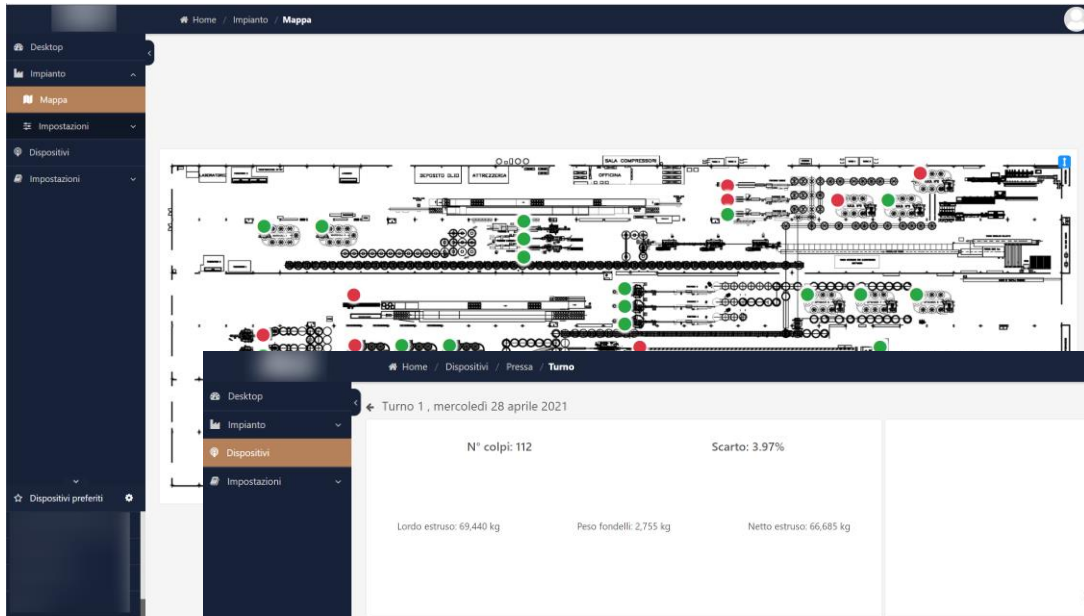 Home / Impianto / Mappa
Desktop
Impianto
Mappa
Impostazioni
Dispositivi
Impostazioni
Dispositivi preferiti
LABORATORIO
DEPOSITO OLIO
ATTREZZERIA
OFFICINA
SALA COMPRESSORI
Home / Dispositivi / Pressa / Turno
Desktop
Impianto
Dispositivi
Impostazioni
Turno 1 , mercoledì 28 aprile 2021
N° colpi: 112
Scarto: 3.97%
Lordo estruso: 69,440 kg
Peso fondelli: 2,755 kg
Netto estruso: 66,685 kg